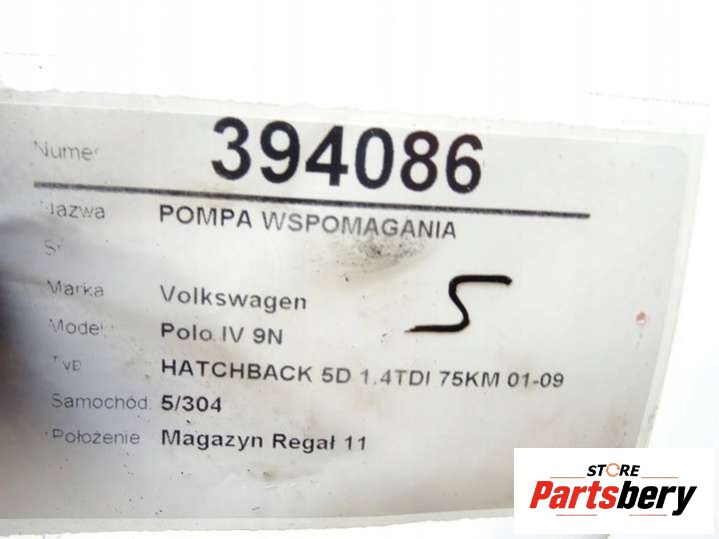 Numer 394086
Nazwa POMPA WSPOMAGANIA
Marka Volkswagen
S
Model Polo IV 9N
Typ HATCHBACK 5D 1.4TDI 75KM 01-09
Samochód 5/304
Położenie Magazyn Regał 11
STORE
Partsbery